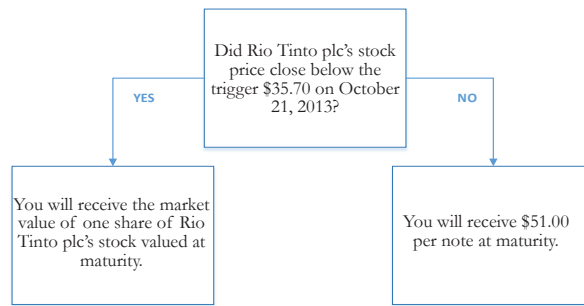 Did Rio Tinto plc's stock
price close below the
trigger $35.70 on October
21, 2013?
YES
NO
You will receive the market
value of one share of Rio
Tinto plc's stock valued at
maturity.
You will receive $51.00
per note at maturity.